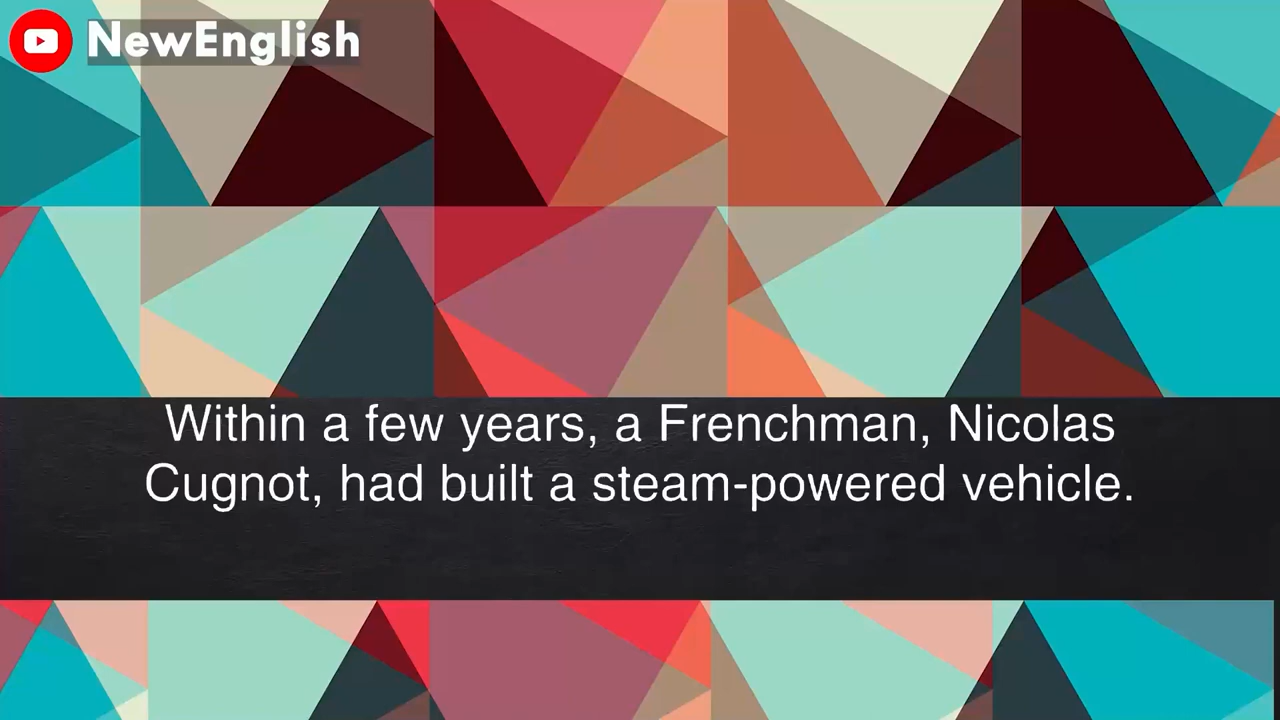 NewEnglish
Within a few years, a Frenchman, Nicolas
Cugnot, had built a steam-powered vehicle.